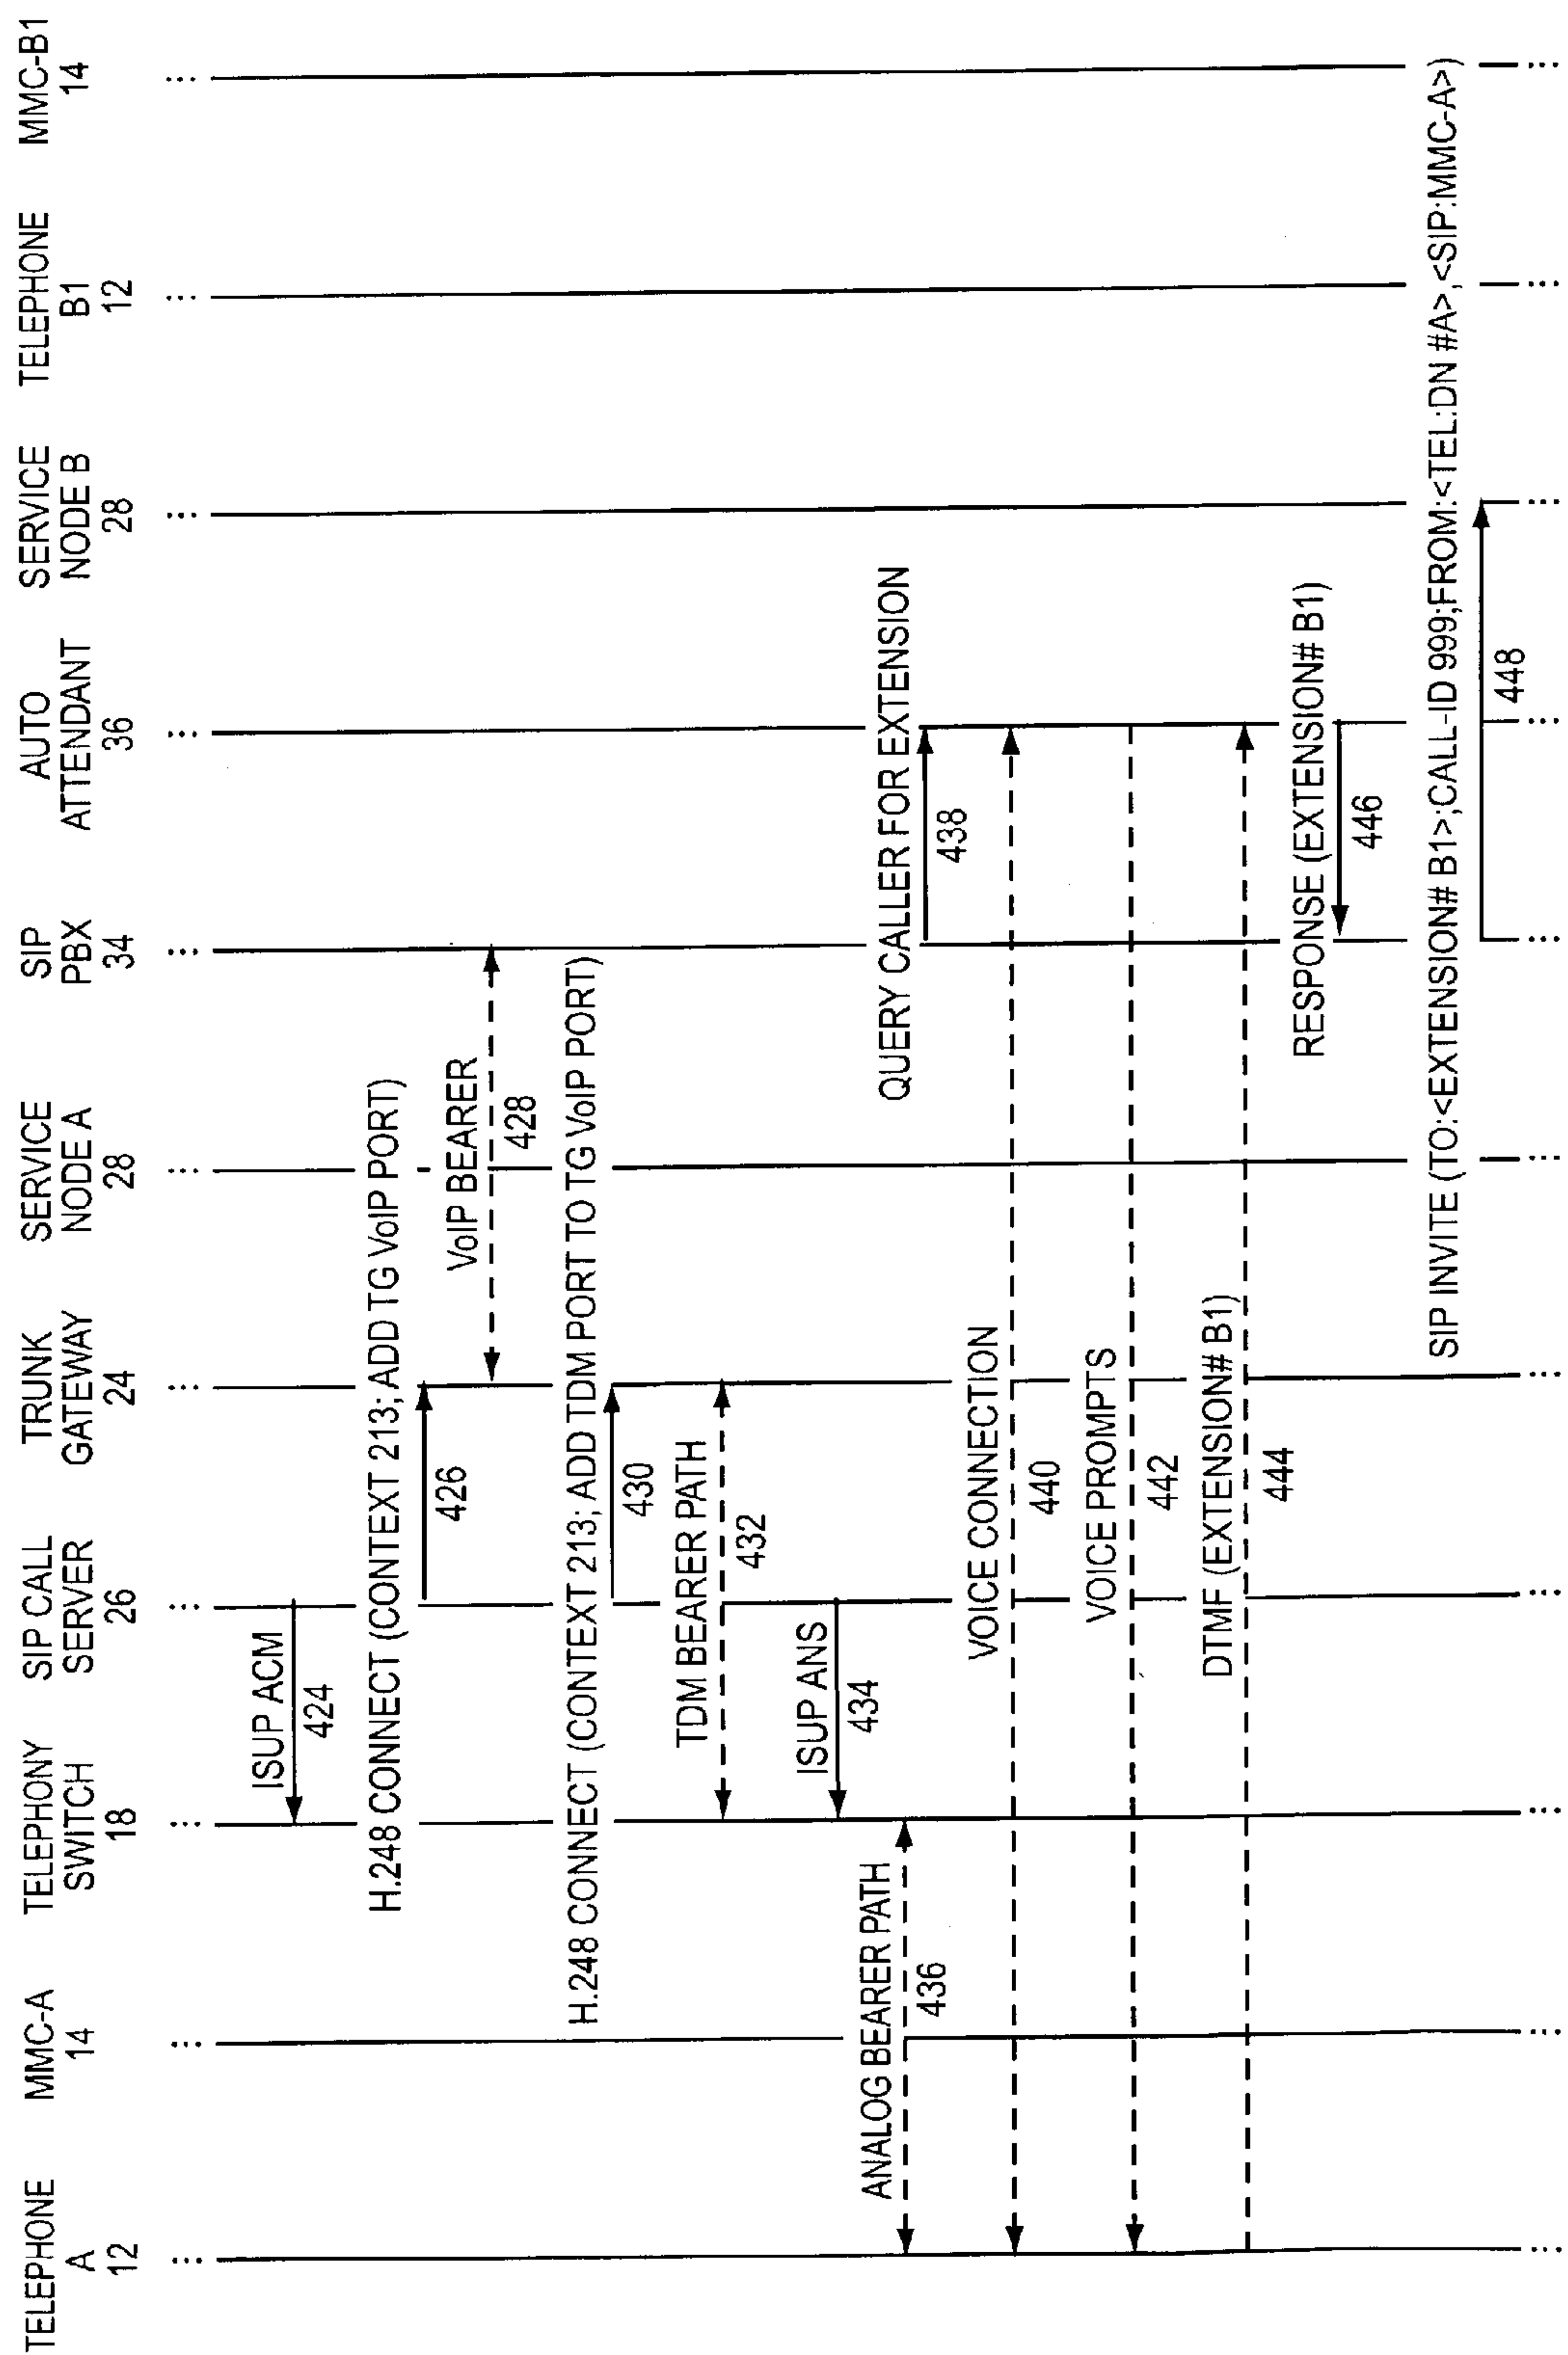 TELEPHONE
A
12
MMC-A
14
TELEPHONY
SWITCH
18
SIP CALL
SERVER
26
TRUNK
GATEWAY
24
SERVICE
NODE A
28
SIP
PBX
34
AUTO
ATTENDANT
36
SERVICE
NODE B
28
TELEPHONE
B1
12
MMC-B1
14
ISUP ACM
424
H.248 CONNECT (CONTEXT 213; ADD TG VoIP PORT)
426
VoIP BEARER
428
H.248 CONNECT (CONTEXT 213; ADD TDM PORT TO TG VoIP PORT)
430
TDM BEARER PATH
432
ISUP ANS
434
ANALOG BEARER PATH
436
QUERY CALLER FOR EXTENSION
438
VOICE CONNECTION
440
VOICE PROMPTS
442
DTMF (EXTENSION# B1)
444
RESPONSE (EXTENSION# B1)
446
SIP INVITE (TO:<EXTENSION# B1>;CALL-ID 999;FROM:<TEL:DN #A>,<SIP:MMC-A>)
448